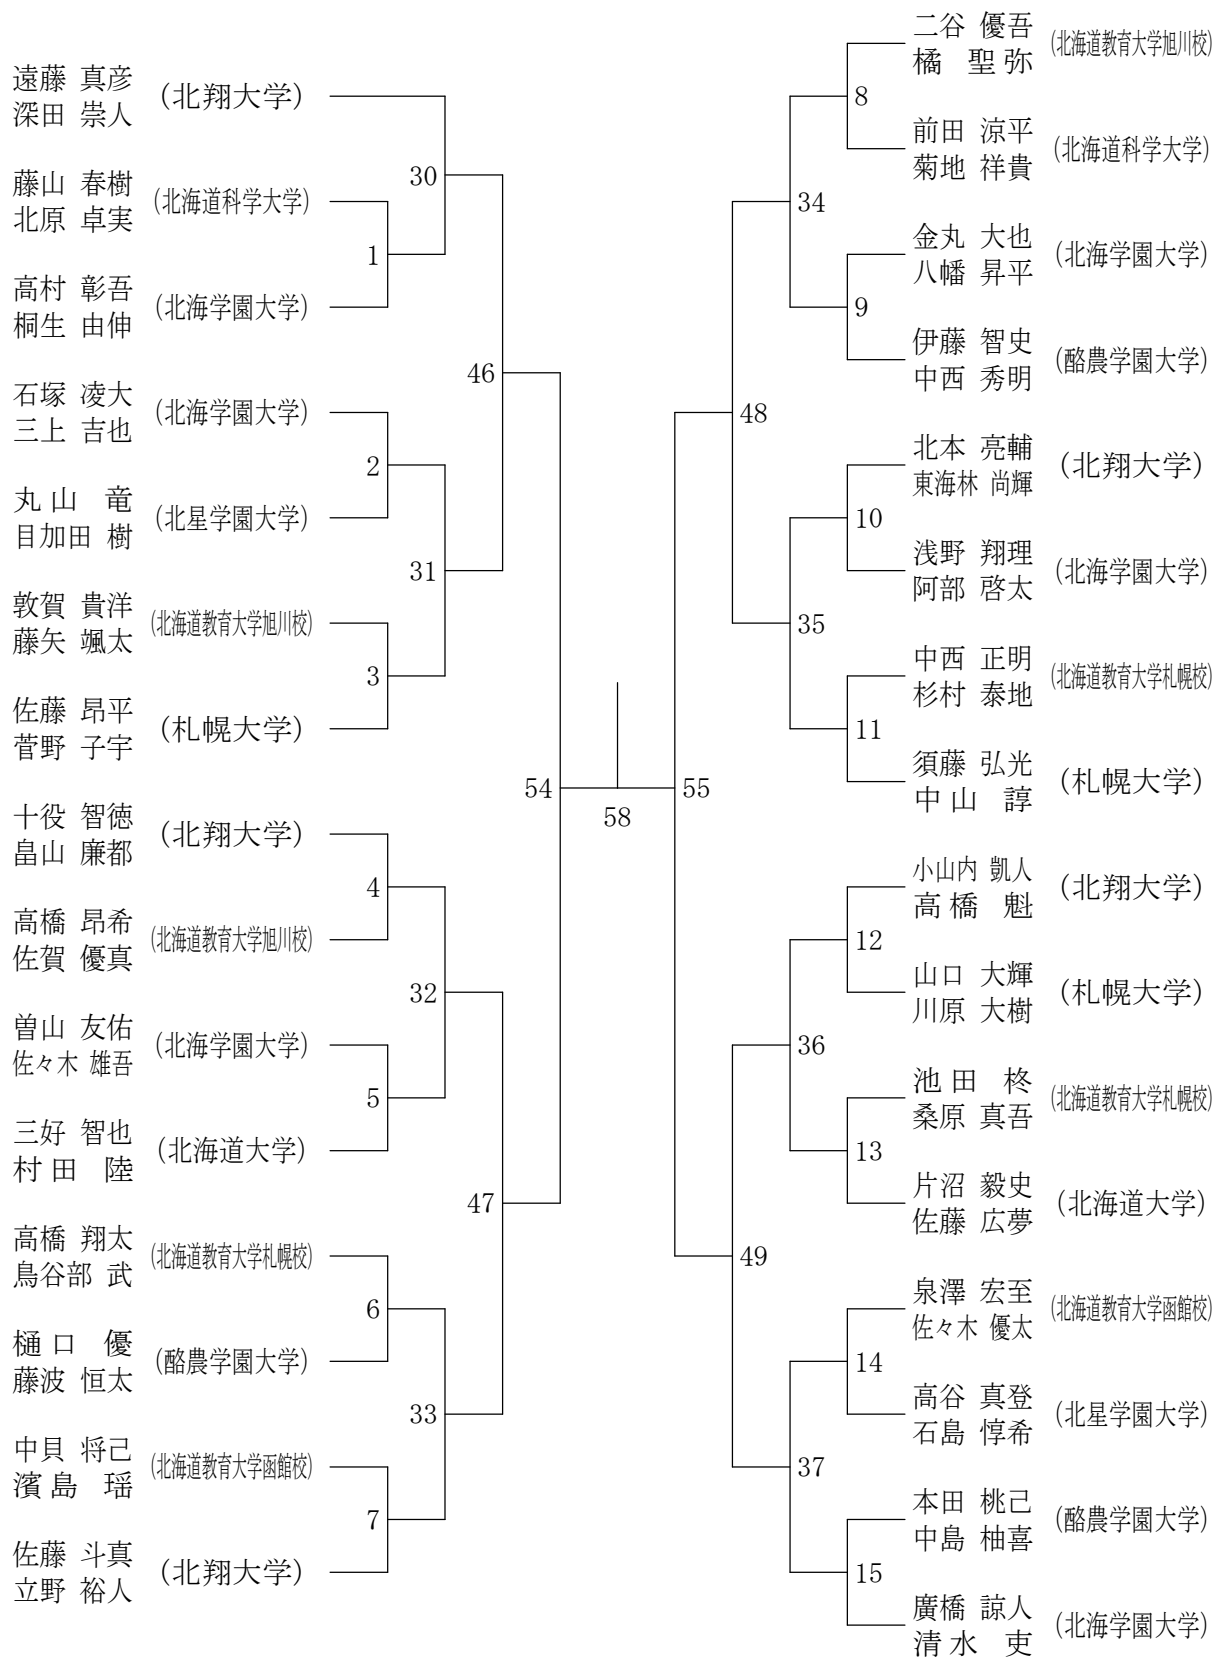 遠藤 真彦
深田 崇人
(北翔大学)
藤山 春樹
北原 卓実
(北海道科学大学)
高村 彰吾
桐生 由伸
(北海学園大学)
石塚 凌大
三上 吉也
(北海学園大学)
丸山 竜
目加田 樹
(北星学園大学)
敦賀 貴洋
藤矢 颯太
(北海道教育大学旭川校)
佐藤 昂平
菅野 子宇
(札幌大学)
十役 智徳
畠山 廉都
(北翔大学)
高橋 昂希
佐賀 優真
(北海道教育大学旭川校)
曽山 友佑
佐々木 雄吾
(北海学園大学)
三好 智也
村田 陸
(北海道大学)
高橋 翔太
鳥谷部 武
(北海道教育大学札幌校)
樋口 優
藤波 恒太
(酪農学園大学)
中貝 将己
濱島 瑶
(北海道教育大学函館校)
佐藤 斗真
立野 裕人
(北翔大学)
1
2
3
4
5
6
7
30
31
32
33
46
47
54
58
55
48
49
34
35
36
37
8
9
10
11
12
13
14
15
二谷 優吾
橘 聖弥
(北海道教育大学旭川校)
前田 涼平
菊地 祥貴
(北海道科学大学)
金丸 大也
八幡 昇平
(北海学園大学)
伊藤 智史
中西 秀明
(酪農学園大学)
北本 亮輔
東海林 尚輝
(北翔大学)
浅野 翔理
阿部 啓太
(北海学園大学)
中西 正明
杉村 泰地
(北海道教育大学札幌校)
須藤 弘光
中山 諄
(札幌大学)
小山内 凱人
高橋 魁
(北翔大学)
山口 大輝
川原 大樹
(札幌大学)
池田 柊
桑原 真吾
(北海道教育大学札幌校)
片沼 毅史
佐藤 広夢
(北海道大学)
泉澤 宏至
佐々木 優太
(北海道教育大学函館校)
高谷 真登
石島 惇希
(北星学園大学)
本田 桃己
中島 柚喜
(酪農学園大学)
廣橋 諒人
清水 吏
(北海学園大学)